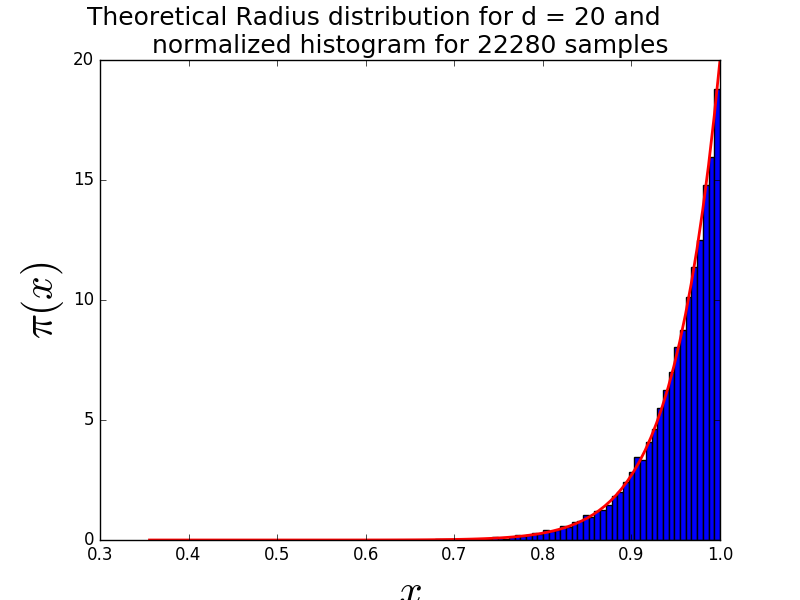 Theoretical Radius distribution for d = 20 and
normalized histogram for 22280 samples
20
15
10
5
0
π(x)
0.3 0.4 0.5 0.6 0.7 0.8 0.9 1.0
x